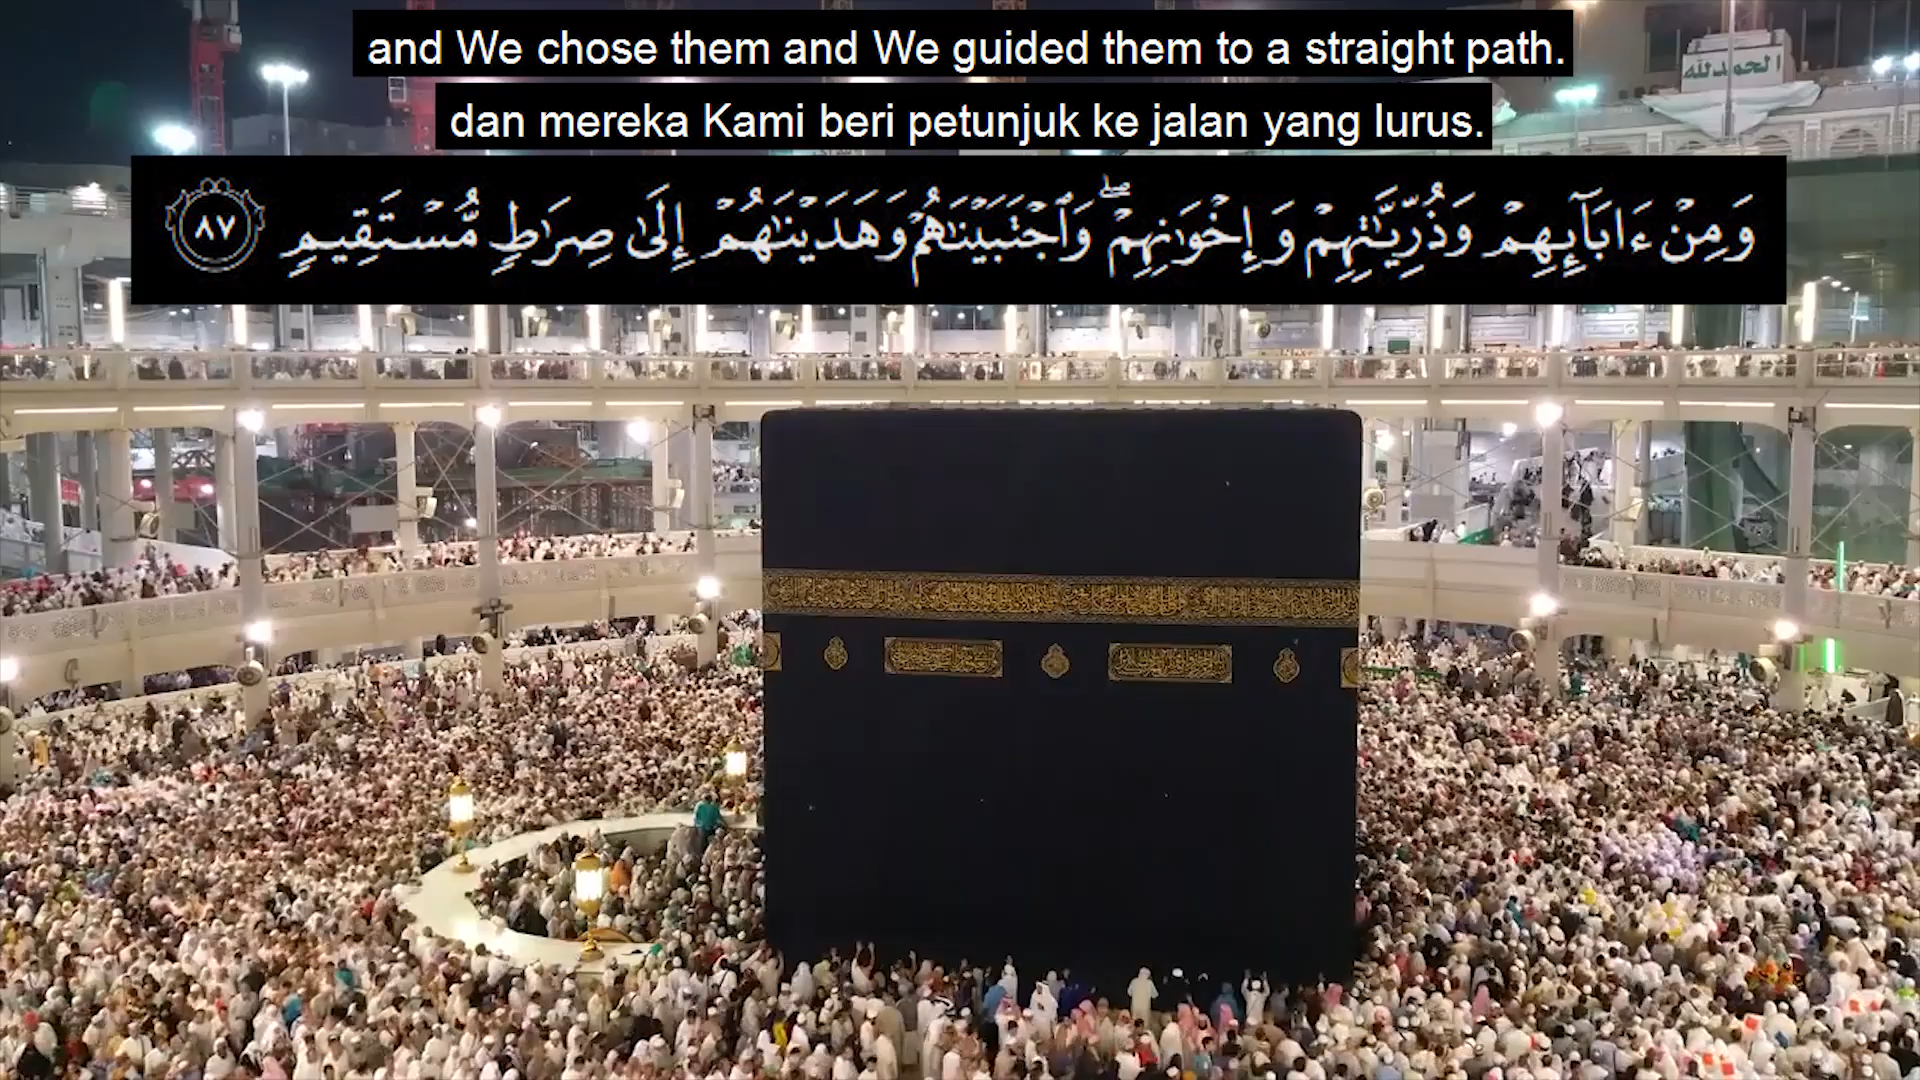 and We chose them and We guided them to a straight path.
dan mereka Kami beri petunjuk ke jalan yang lurus.
وَمِنْ ءَابَآئِهِمْ وَذُرِّيَّـٰتِهِمْ وَإِخْوَٰنِهِمْ ۖ وَٱجْتَبَيْنَـٰهُمْ وَهَدَيْنَـٰهُمْ إِلَىٰ صِرَٰطٍ مُّسْتَقِيمٍ ٨٧
الحمدلله